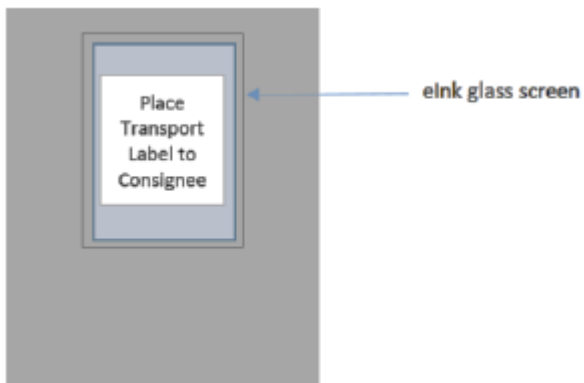 Place
Transport
Label to
Consignee
eInk glass screen